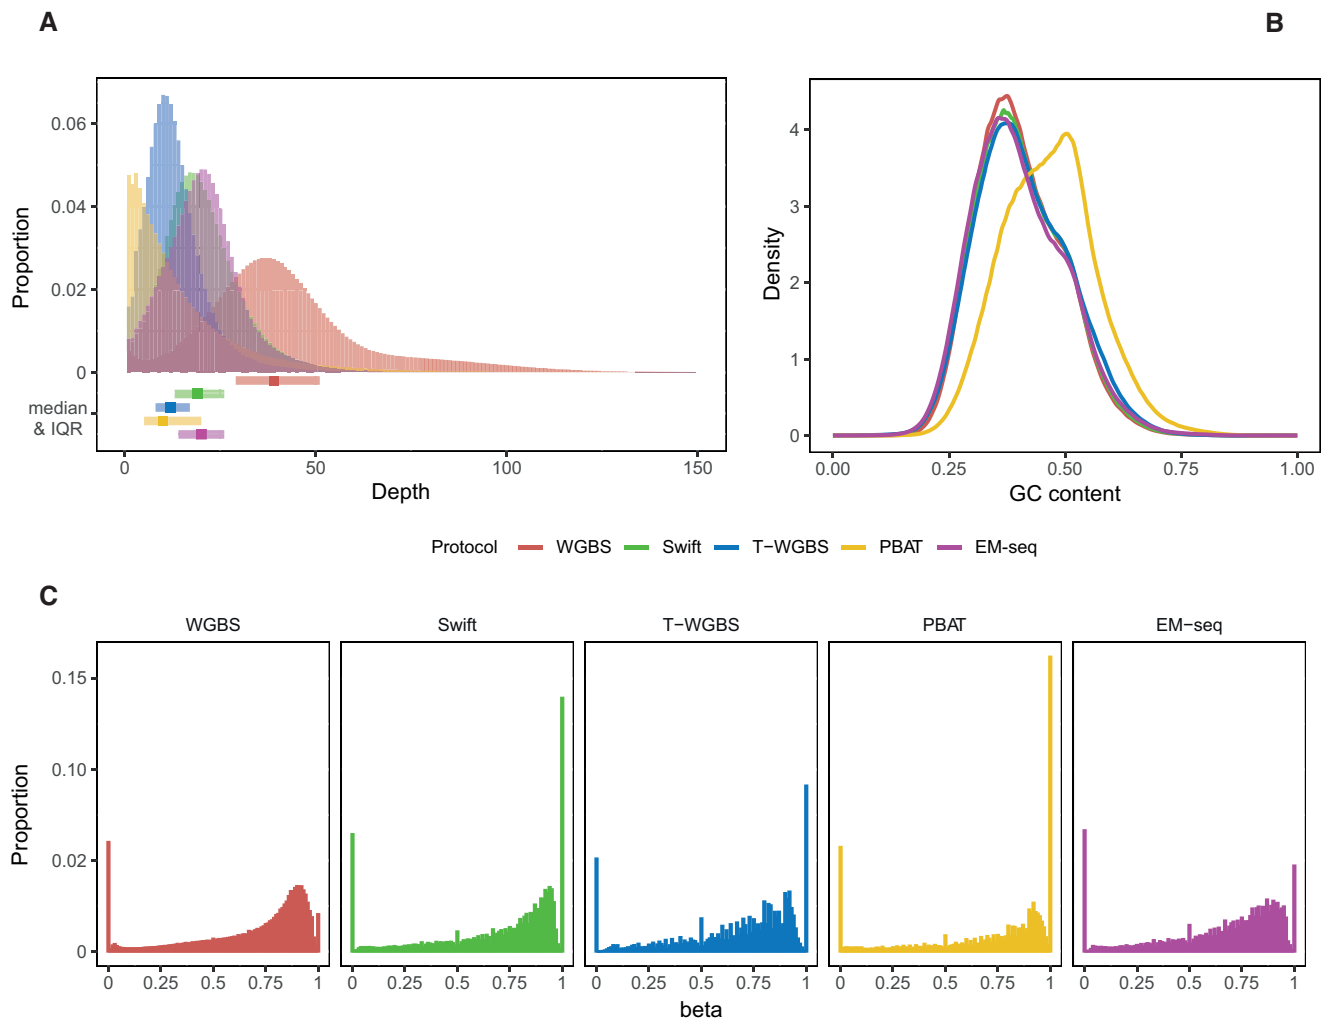 A
B
0.06
0.04
0.02
0
Proportion
median
& IQR
0
50
100
150
Depth
4
3
2
1
0
Density
0.00
0.25
0.50
0.75
1.00
GC content
Protocol WGBS Swift T−WGBS PBAT EM-seq
C
WGBS
Swift
T−WGBS
PBAT
EM−seq
0.15
0.10
0.02
0
Proportion
0 0.25 0.5 0.75 1
0 0.25 0.5 0.75 1
0 0.25 0.5 0.75 1
0 0.25 0.5 0.75 1
0 0.25 0.5 0.75 1
beta